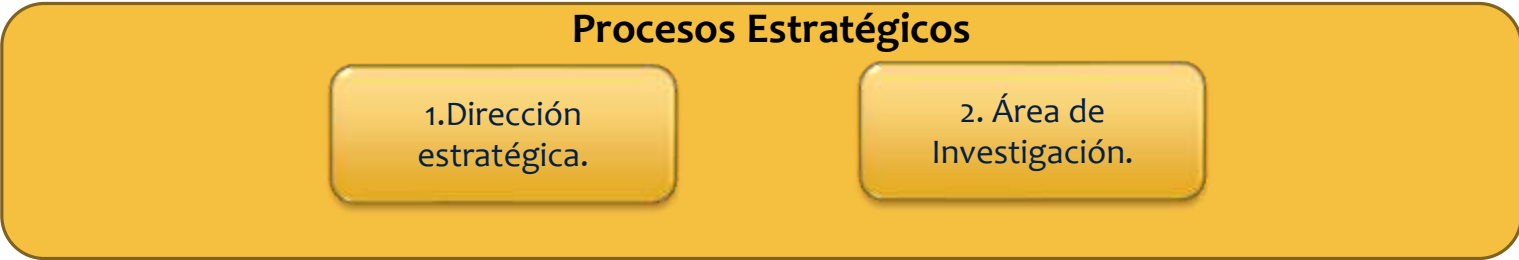 Procesos Estratégicos
1.Dirección
estratégica.
2. Área de
Investigación.